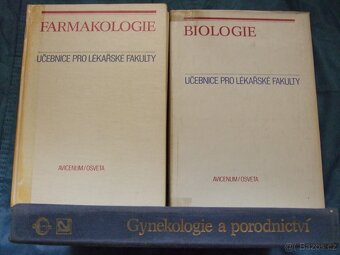 FARMAKOLOGIE
UČEBNICE PRO LÉKAŘSKÉ FAKULTY
AVICENUM/OSVETA
BIOLOGIE
UČEBNICE PRO LÉKAŘSKÉ FAKULTY
AVICENUM/OSVETA
Gynekologie a porodnictví